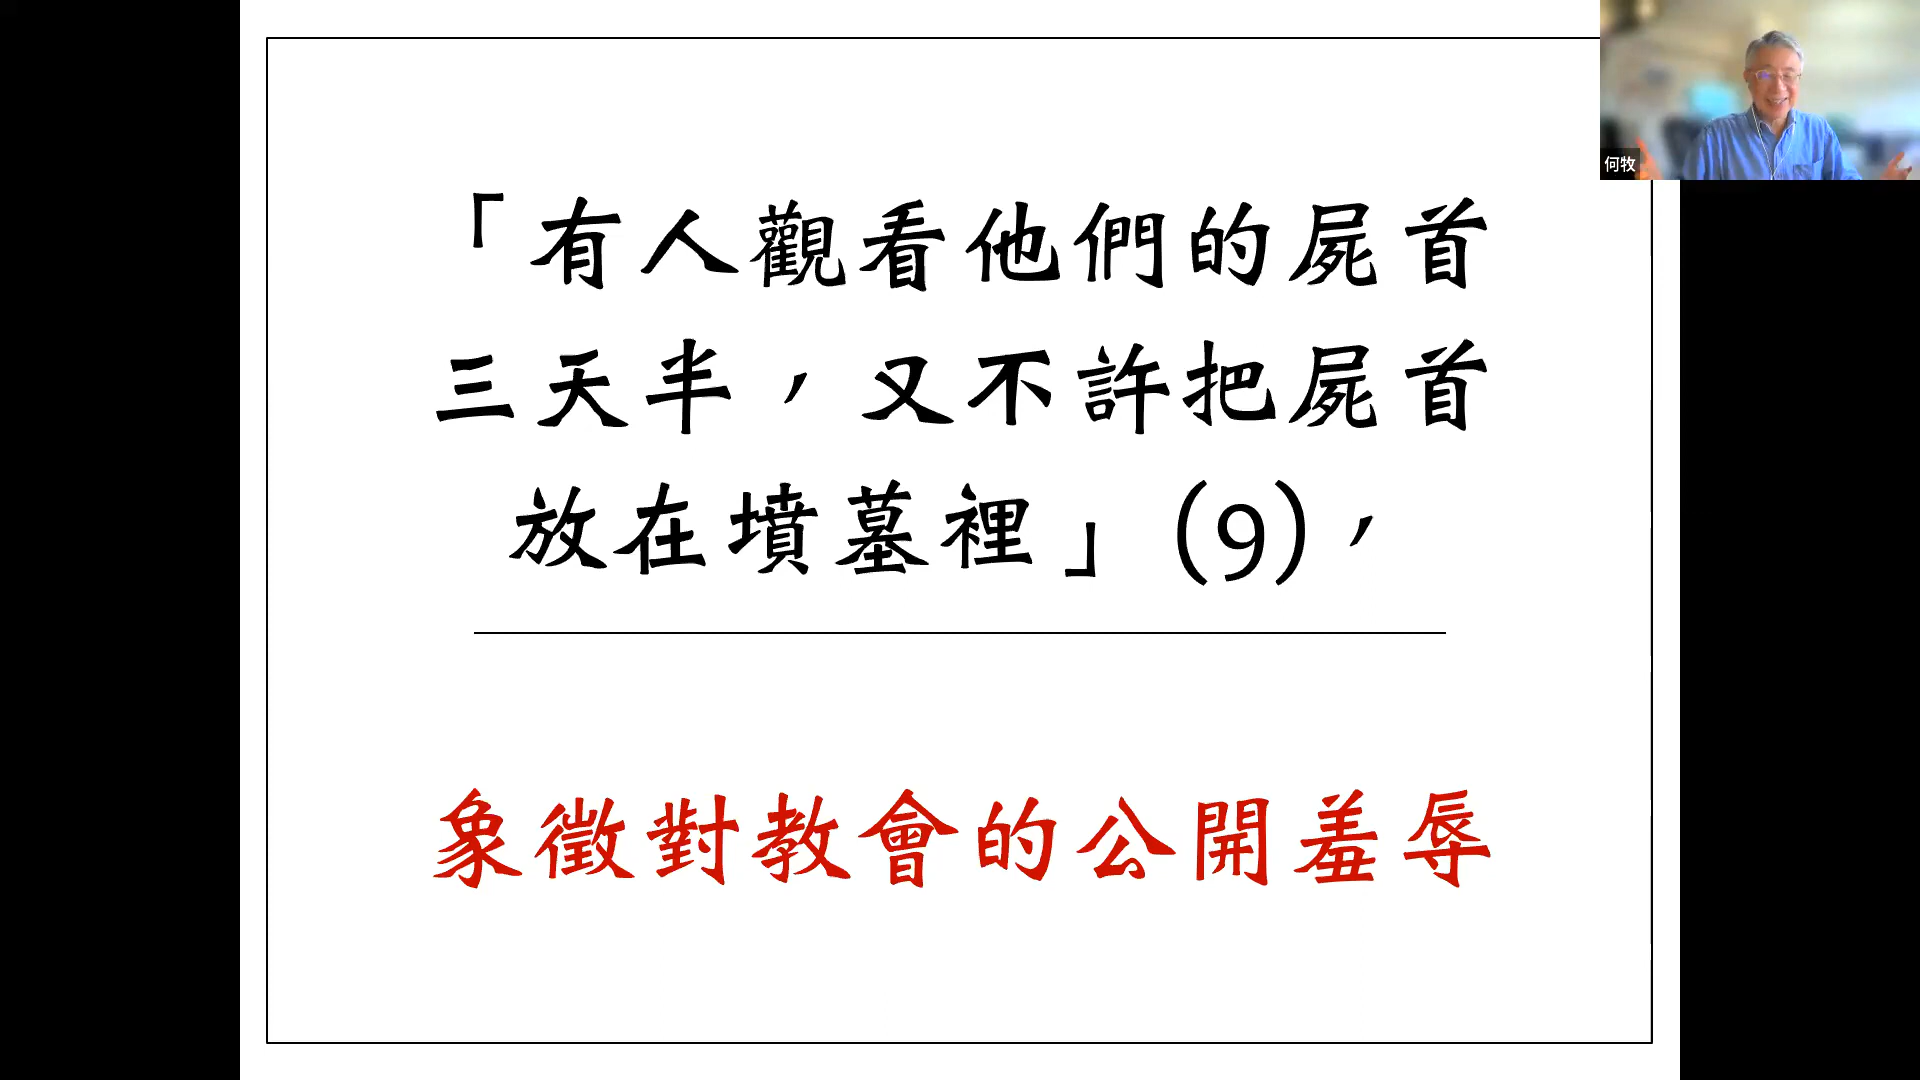 「有人觀看他們的屍首
三天半，又不許把屍首
放在墳墓裡」(9)，
象徵對教會的公開羞辱
何牧